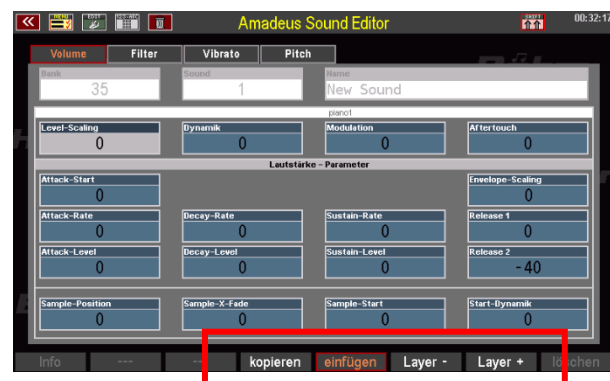 MENU EDIT SHIFT 00:32:17
Amadeus Sound Editor
Volume Filter Vibrato Pitch
Bank Sound Name
35 1 New Sound
piano1
Level-Scaling Dynamik Modulation Aftertouch
0 0 0 0
Lautstärke - Parameter
Attack-Start Envelope-Scaling
0 0
Attack-Rate Decay-Rate Sustain-Rate Release 1
0 0 0 0
Attack-Level Decay-Level Sustain-Level Release 2
0 0 0 -40
Sample-Position Sample-X-Fade Sample-Start Start-Dynamik
0 0 0 0
Info --- --- kopieren einfügen Layer - Layer + löschen